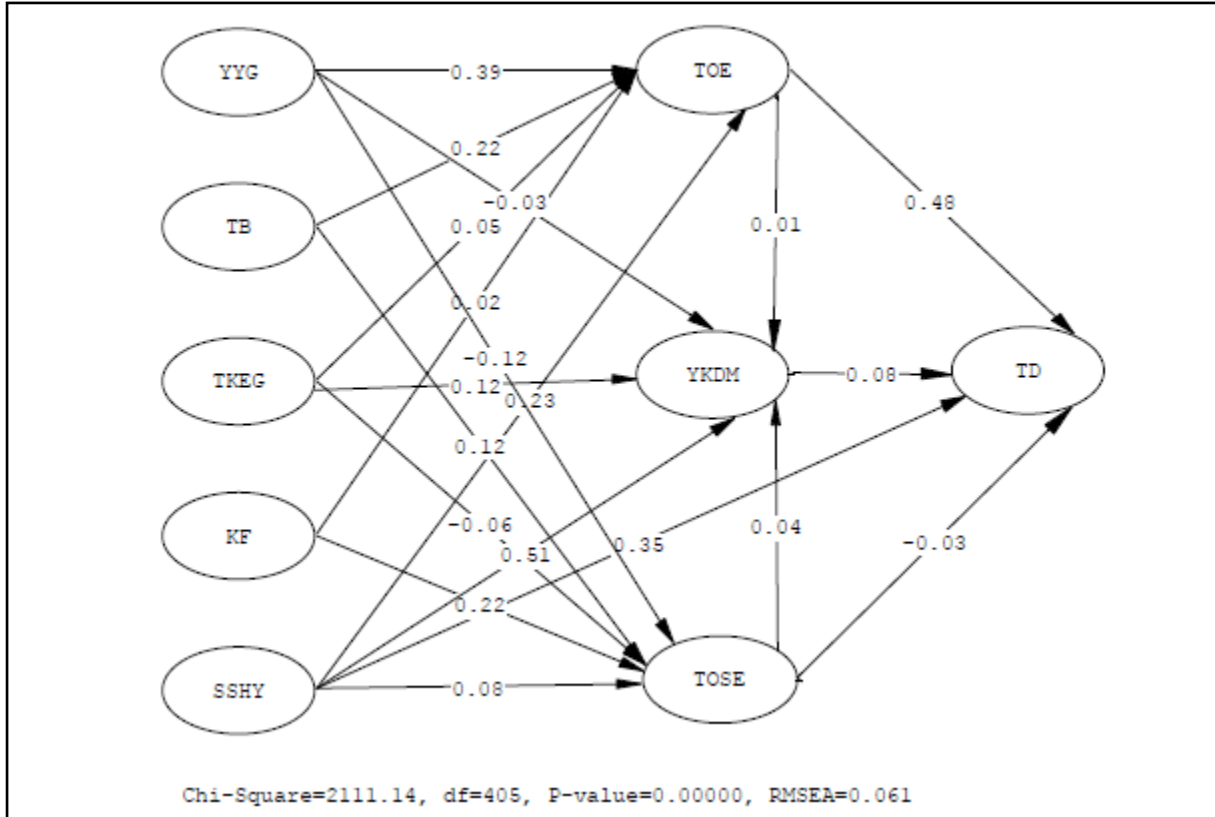 YYG
TOE
0.39
0.22
TB
-0.03
0.48
0.05
0.01
0.02
-0.12
TKEG
YKDM
TD
0.12
0.08
0.23
0.12
KF
-0.06
0.04
0.51
0.35
-0.03
0.22
SSHY
0.08
TOSE
Chi-Square=2111.14, df=405, P-value=0.00000, RMSEA=0.061